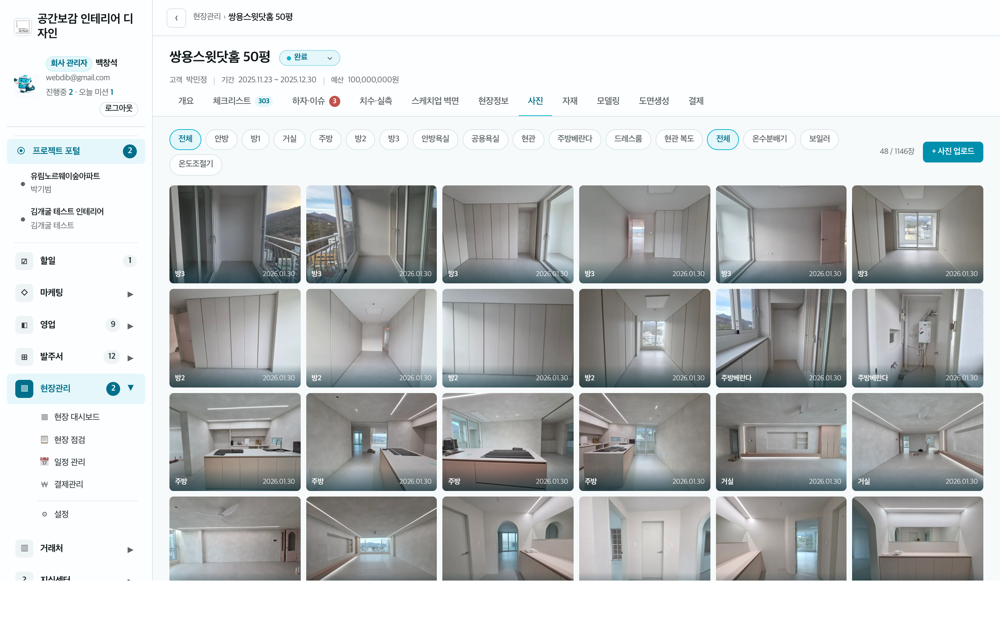 공간보감 인테리어 디
자인
회사 관리자 백창석
webdib@gmail.com
진행중 2 · 오늘 미션 1
로그아웃
프로젝트 포털 2
유림노르웨이숲아파트
박기범
김개굴 테스트 인테리어
김개굴 테스트
할일 1
마케팅
영업 9
발주서 12
현장관리 2
현장 대시보드
현장 점검
일정 관리
결제관리
설정
거래처
지식센터
현장관리 › 쌍용스윗닷홈 50평
쌍용스윗닷홈 50평 완료
고객 박민정 | 기간 2025.11.23 ~ 2025.12.30 | 예산 100,000,000원
개요 체크리스트 303 하자·이슈 3 치수·실측 스케치업 벽면 현장정보 사진 자재 모델링 도면생성 결제
전체 안방 방1 거실 주방 방2 방3 안방욕실 공용욕실 현관 주방베란다 드레스룸 현관 복도 전체 온수분배기 보일러
온도조절기
48 / 1146장 + 사진 업로드
방3 2026.01.30 방3 2026.01.30 방3 2026.01.30 방3 2026.01.30 방3 2026.01.30 방3 2026.01.30
방2 2026.01.30 방2 2026.01.30 방2 2026.01.30 방2 2026.01.30 주방베란다 2026.01.30 주방베란다 2026.01.30
주방 2026.01.30 주방 2026.01.30 주방 2026.01.30 주방 2026.01.30 거실 2026.01.30 거실 2026.01.30